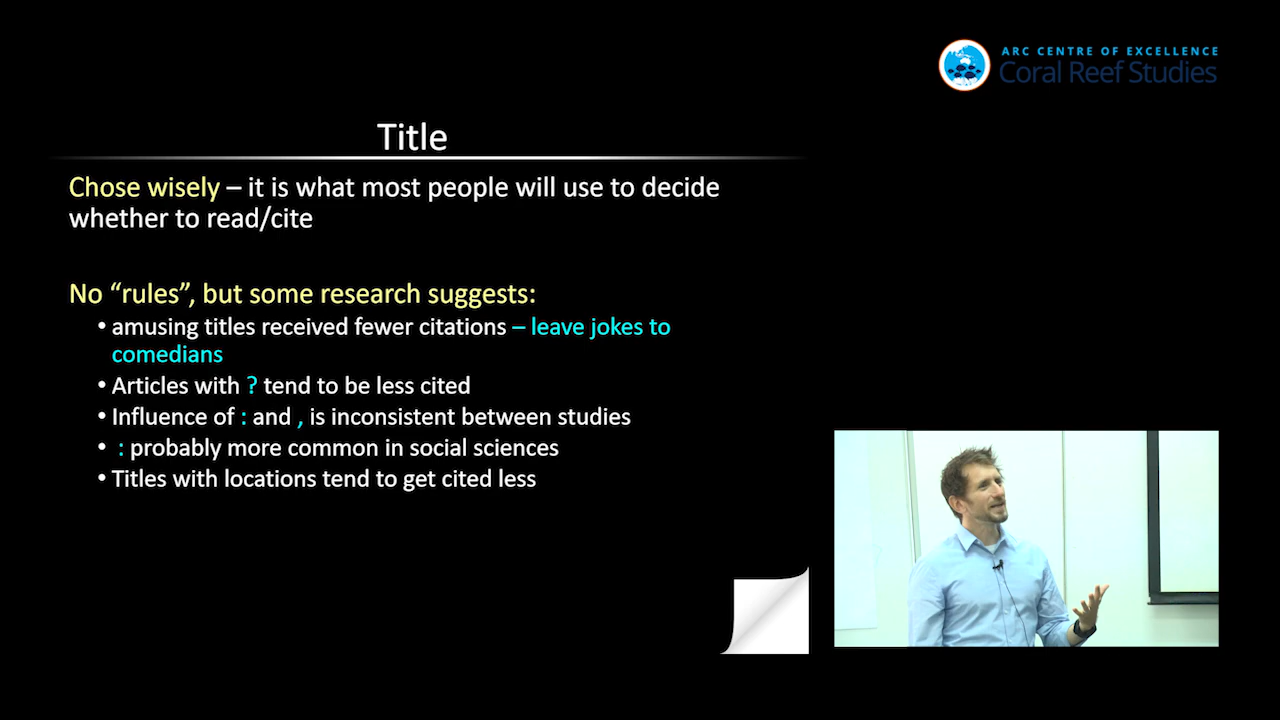 ARC CENTRE OF EXCELLENCE
Coral Reef Studies
Title
Chose wisely – it is what most people will use to decide
whether to read/cite
No “rules”, but some research suggests:
• amusing titles received fewer citations – leave jokes to
comedians
• Articles with ? tend to be less cited
• Influence of : and , is inconsistent between studies
• : probably more common in social sciences
• Titles with locations tend to get cited less